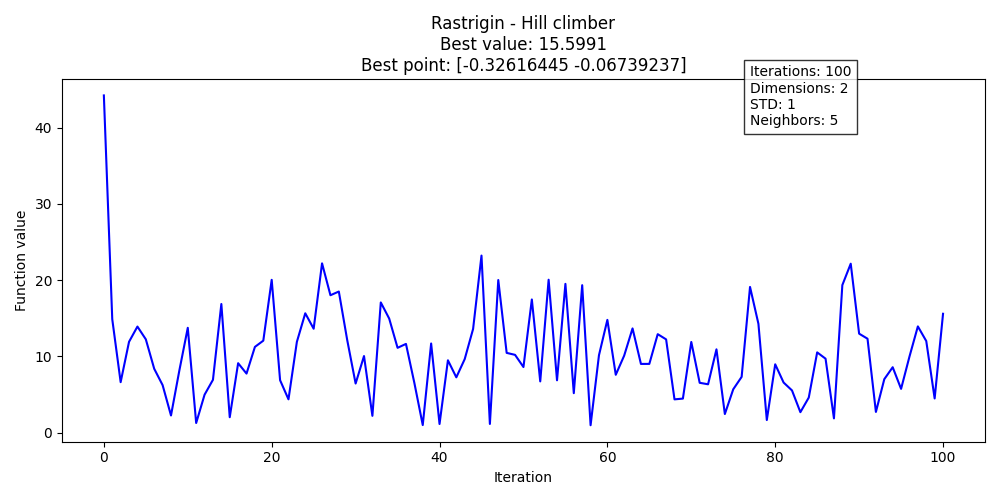 Rastrigin - Hill climber
Best value: 15.5991
Best point: [-0.32616445 -0.06739237]
Iterations: 100
Dimensions: 2
STD: 1
Neighbors: 5
Function value
40
30
20
10
0
0 20 40 60 80 100
Iteration